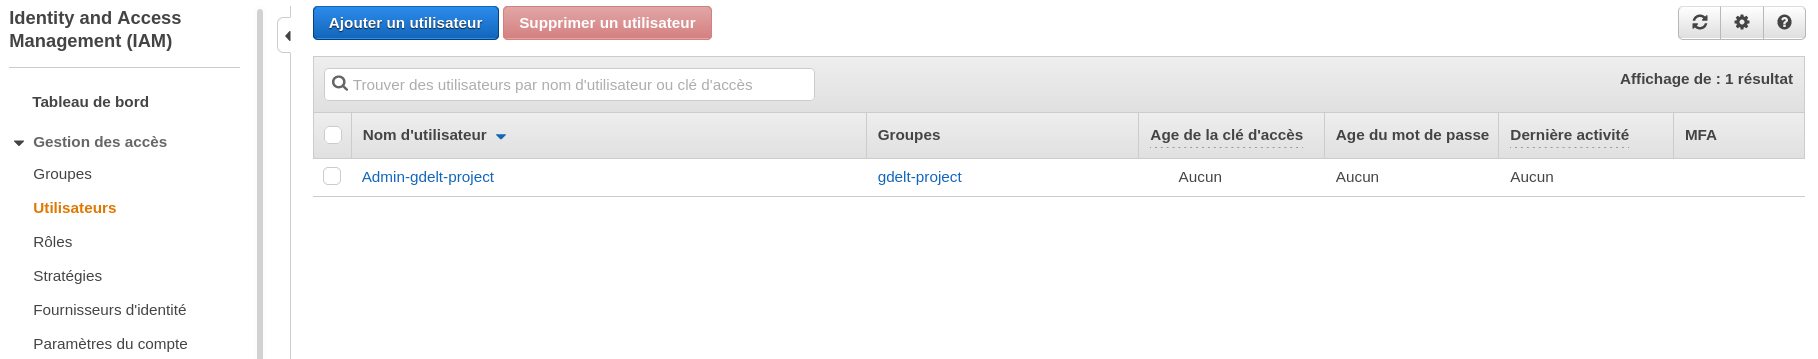 Identity and Access
Management (IAM)
Tableau de bord
Gestion des accès
Groupes
Utilisateurs
Rôles
Stratégies
Fournisseurs d'identité
Paramètres du compte
Ajouter un utilisateur Supprimer un utilisateur
Trouver des utilisateurs par nom d'utilisateur ou clé d'accès
Affichage de : 1 résultat
Nom d'utilisateur Groupes Age de la clé d'accès Age du mot de passe Dernière activité MFA
Admin-gdelt-project gdelt-project Aucun Aucun Aucun